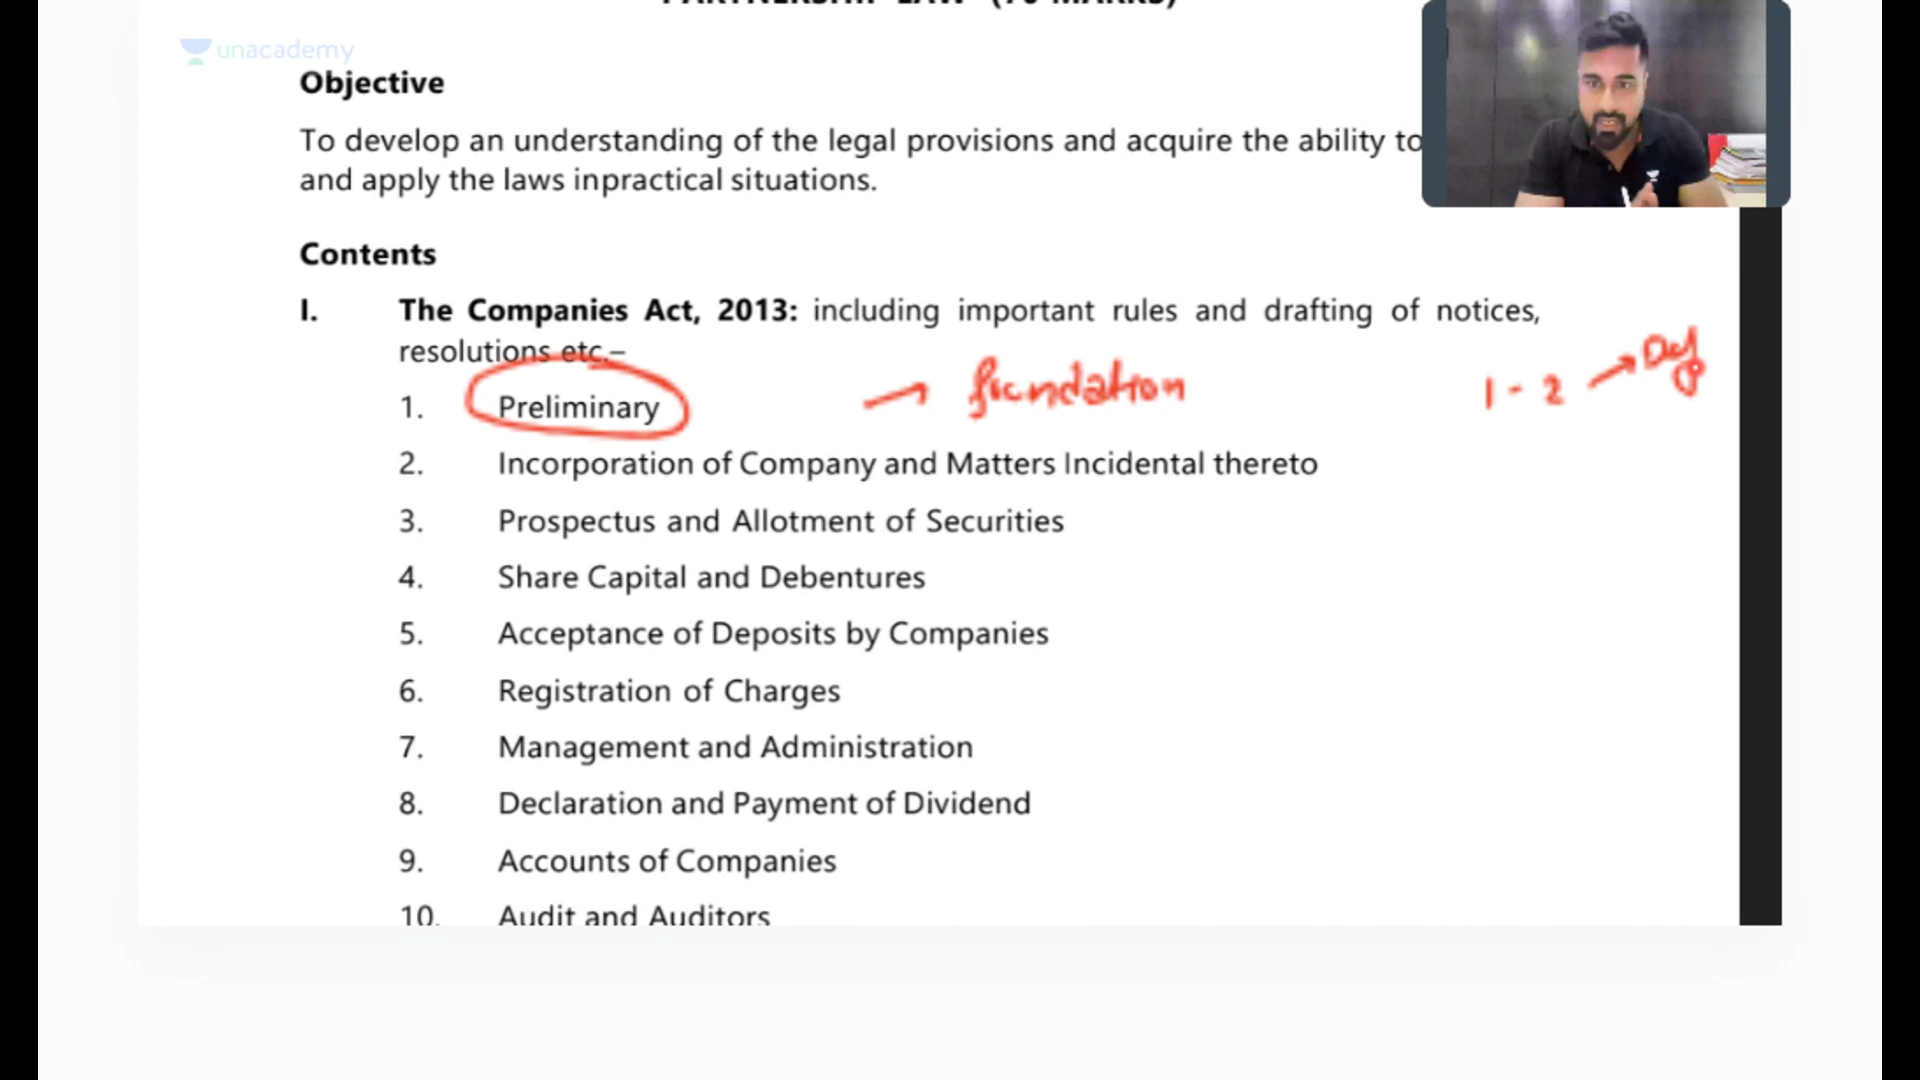 PARTNERSHIP LAW (70 MARKS)
unacademy
Objective
To develop an understanding of the legal provisions and acquire the ability to
and apply the laws inpractical situations.
Contents
I. The Companies Act, 2013: including important rules and drafting of notices,
resolutions etc.–
1. Preliminary → foundation 1 - 2 → Def
2. Incorporation of Company and Matters Incidental thereto
3. Prospectus and Allotment of Securities
4. Share Capital and Debentures
5. Acceptance of Deposits by Companies
6. Registration of Charges
7. Management and Administration
8. Declaration and Payment of Dividend
9. Accounts of Companies
10. Audit and Auditors